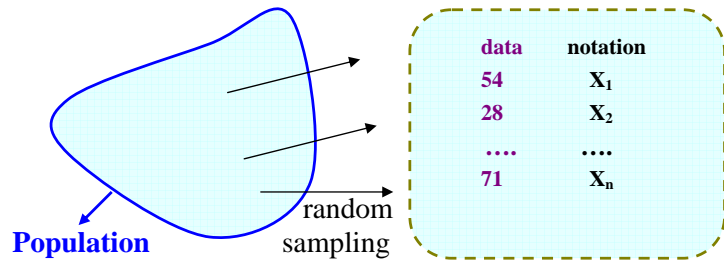 data notation
54 X₁
28 X₂
.... ....
71 Xₙ
random
sampling
Population